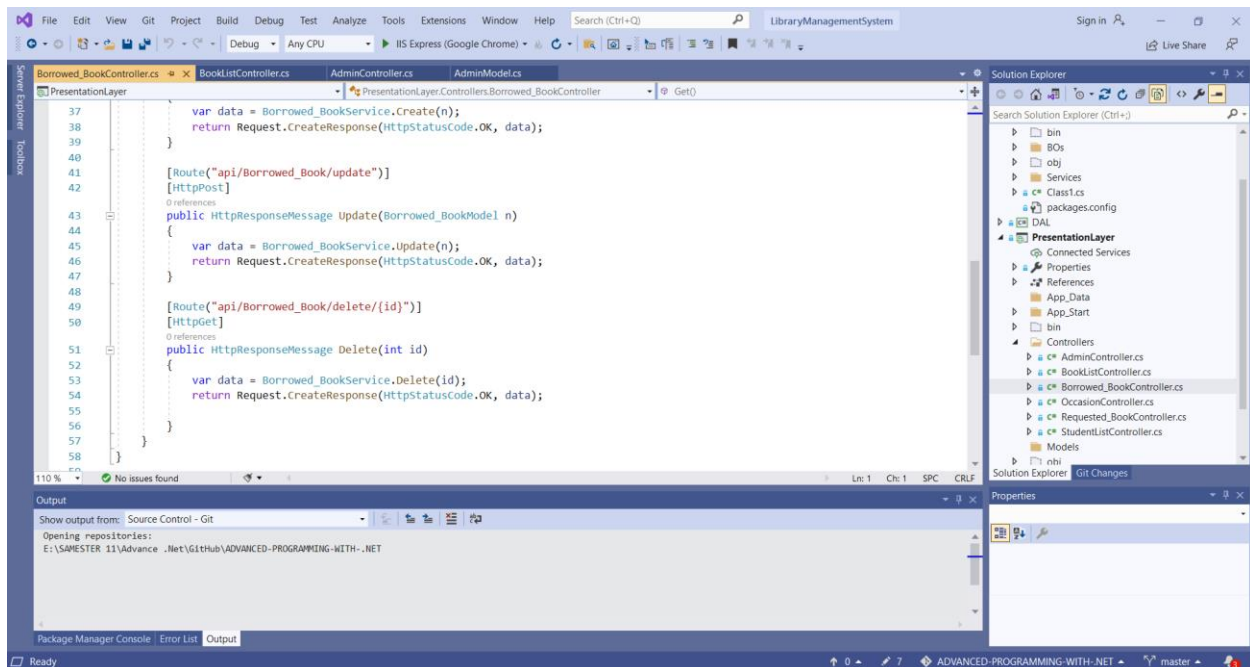 File Edit View Git Project Build Debug Test Analyze Tools Extensions Window Help Search (Ctrl+Q) LibraryManagementSystem Sign in
Debug Any CPU IIS Express (Google Chrome) Live Share
Server Explorer
Toolbox
Borrowed_BookController.cs BookListController.cs AdminController.cs AdminModel.cs
PresentationLayer PresentationLayer.Controllers.Borrowed_BookController Get()
37 var data = Borrowed_BookService.Create(n);
38 return Request.CreateResponse(HttpStatusCode.OK, data);
39 }
40
41 [Route("api/Borrowed_Book/update")]
42 [HttpPost]
0 references
43 public HttpResponseMessage Update(Borrowed_BookModel n)
44 {
45 var data = Borrowed_BookService.Update(n);
46 return Request.CreateResponse(HttpStatusCode.OK, data);
47 }
48
49 [Route("api/Borrowed_Book/delete/{id}")]
50 [HttpGet]
0 references
51 public HttpResponseMessage Delete(int id)
52 {
53 var data = Borrowed_BookService.Delete(id);
54 return Request.CreateResponse(HttpStatusCode.OK, data);
55
56 }
57 }
58 }
110 % No issues found Ln: 1 Ch: 1 SPC CRLF
Output
Show output from: Source Control - Git
Opening repositories:
E:\SAMESTER 11\Advance .Net\GitHub\ADVANCED-PROGRAMMING-WITH-.NET
Package Manager Console Error List Output
Solution Explorer
Search Solution Explorer (Ctrl+;)
bin
BOs
obj
Services
C# Class1.cs
packages.config
C# DAL
PresentationLayer
Connected Services
Properties
References
App_Data
App_Start
bin
Controllers
C# AdminController.cs
C# BookListController.cs
C# Borrowed_BookController.cs
C# OccasionController.cs
C# Requested_BookController.cs
C# StudentListController.cs
Models
obj
Solution Explorer Git Changes
Properties
Ready 0 7 ADVANCED-PROGRAMMING-WITH-.NET master 3